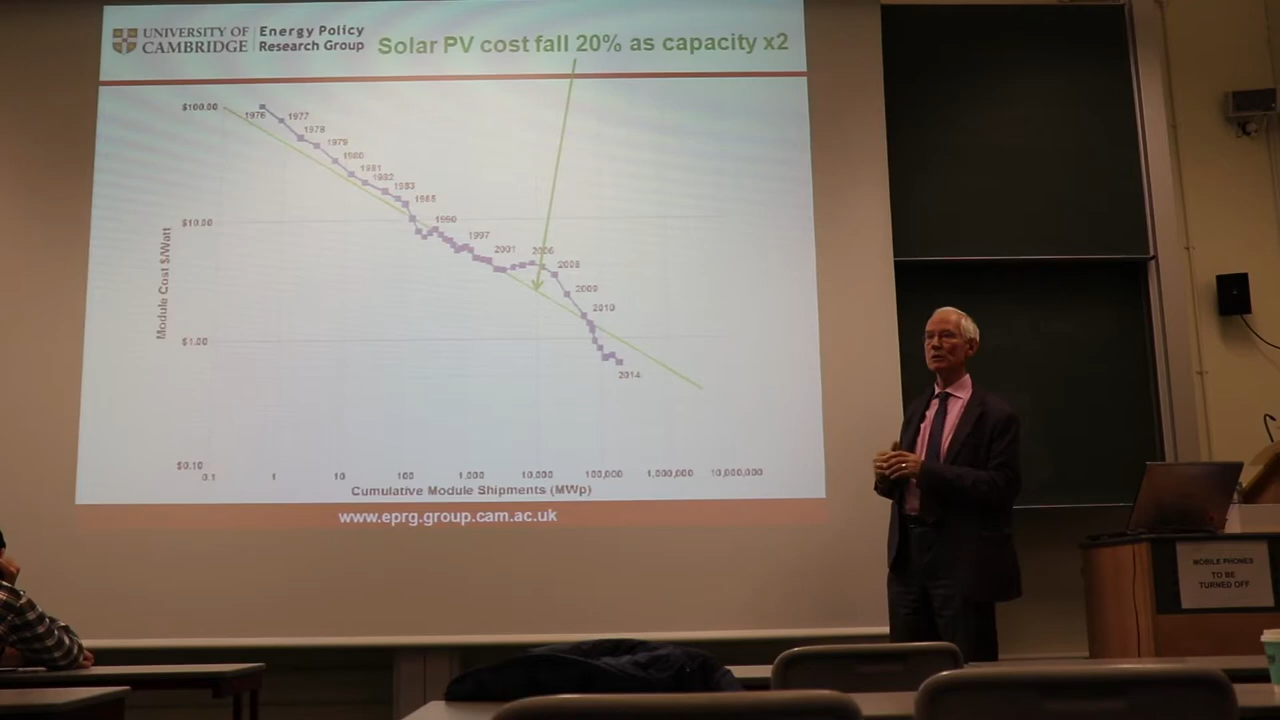 UNIVERSITY OF
CAMBRIDGE
Energy Policy
Research Group
Solar PV cost fall 20% as capacity x2
$100.00
1976
1977
1978
1979
1980
1981
1982
1983
1985
$10.00
1990
1997
2001
2006
2008
2009
2010
$1.00
2014
$0.10
Module Cost $/Watt
0.1
1
10
100
1,000
10,000
100,000
1,000,000
10,000,000
Cumulative Module Shipments (MWp)
www.eprg.group.cam.ac.uk
MOBILE PHONES
TO BE
TURNED OFF